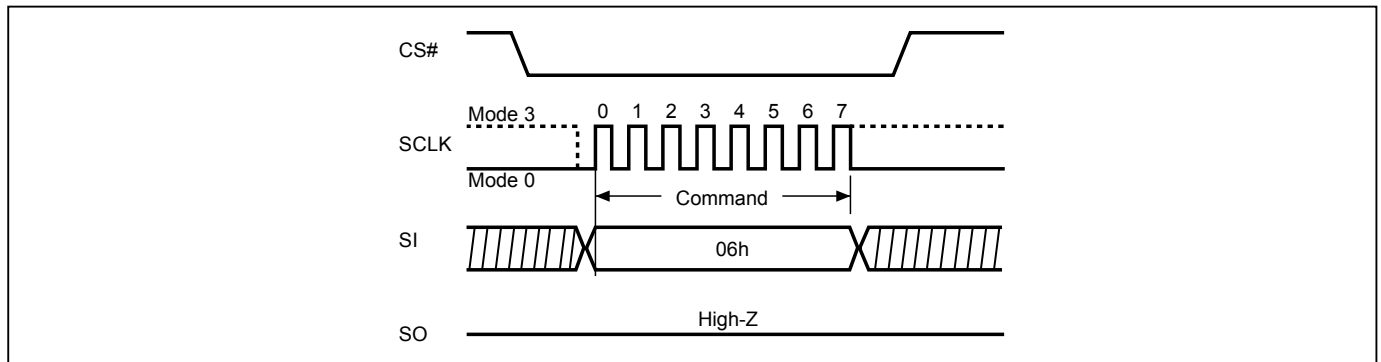 CS#
Mode 3
0 1 2 3 4 5 6 7
SCLK
Mode 0
Command
SI
06h
High-Z
SO